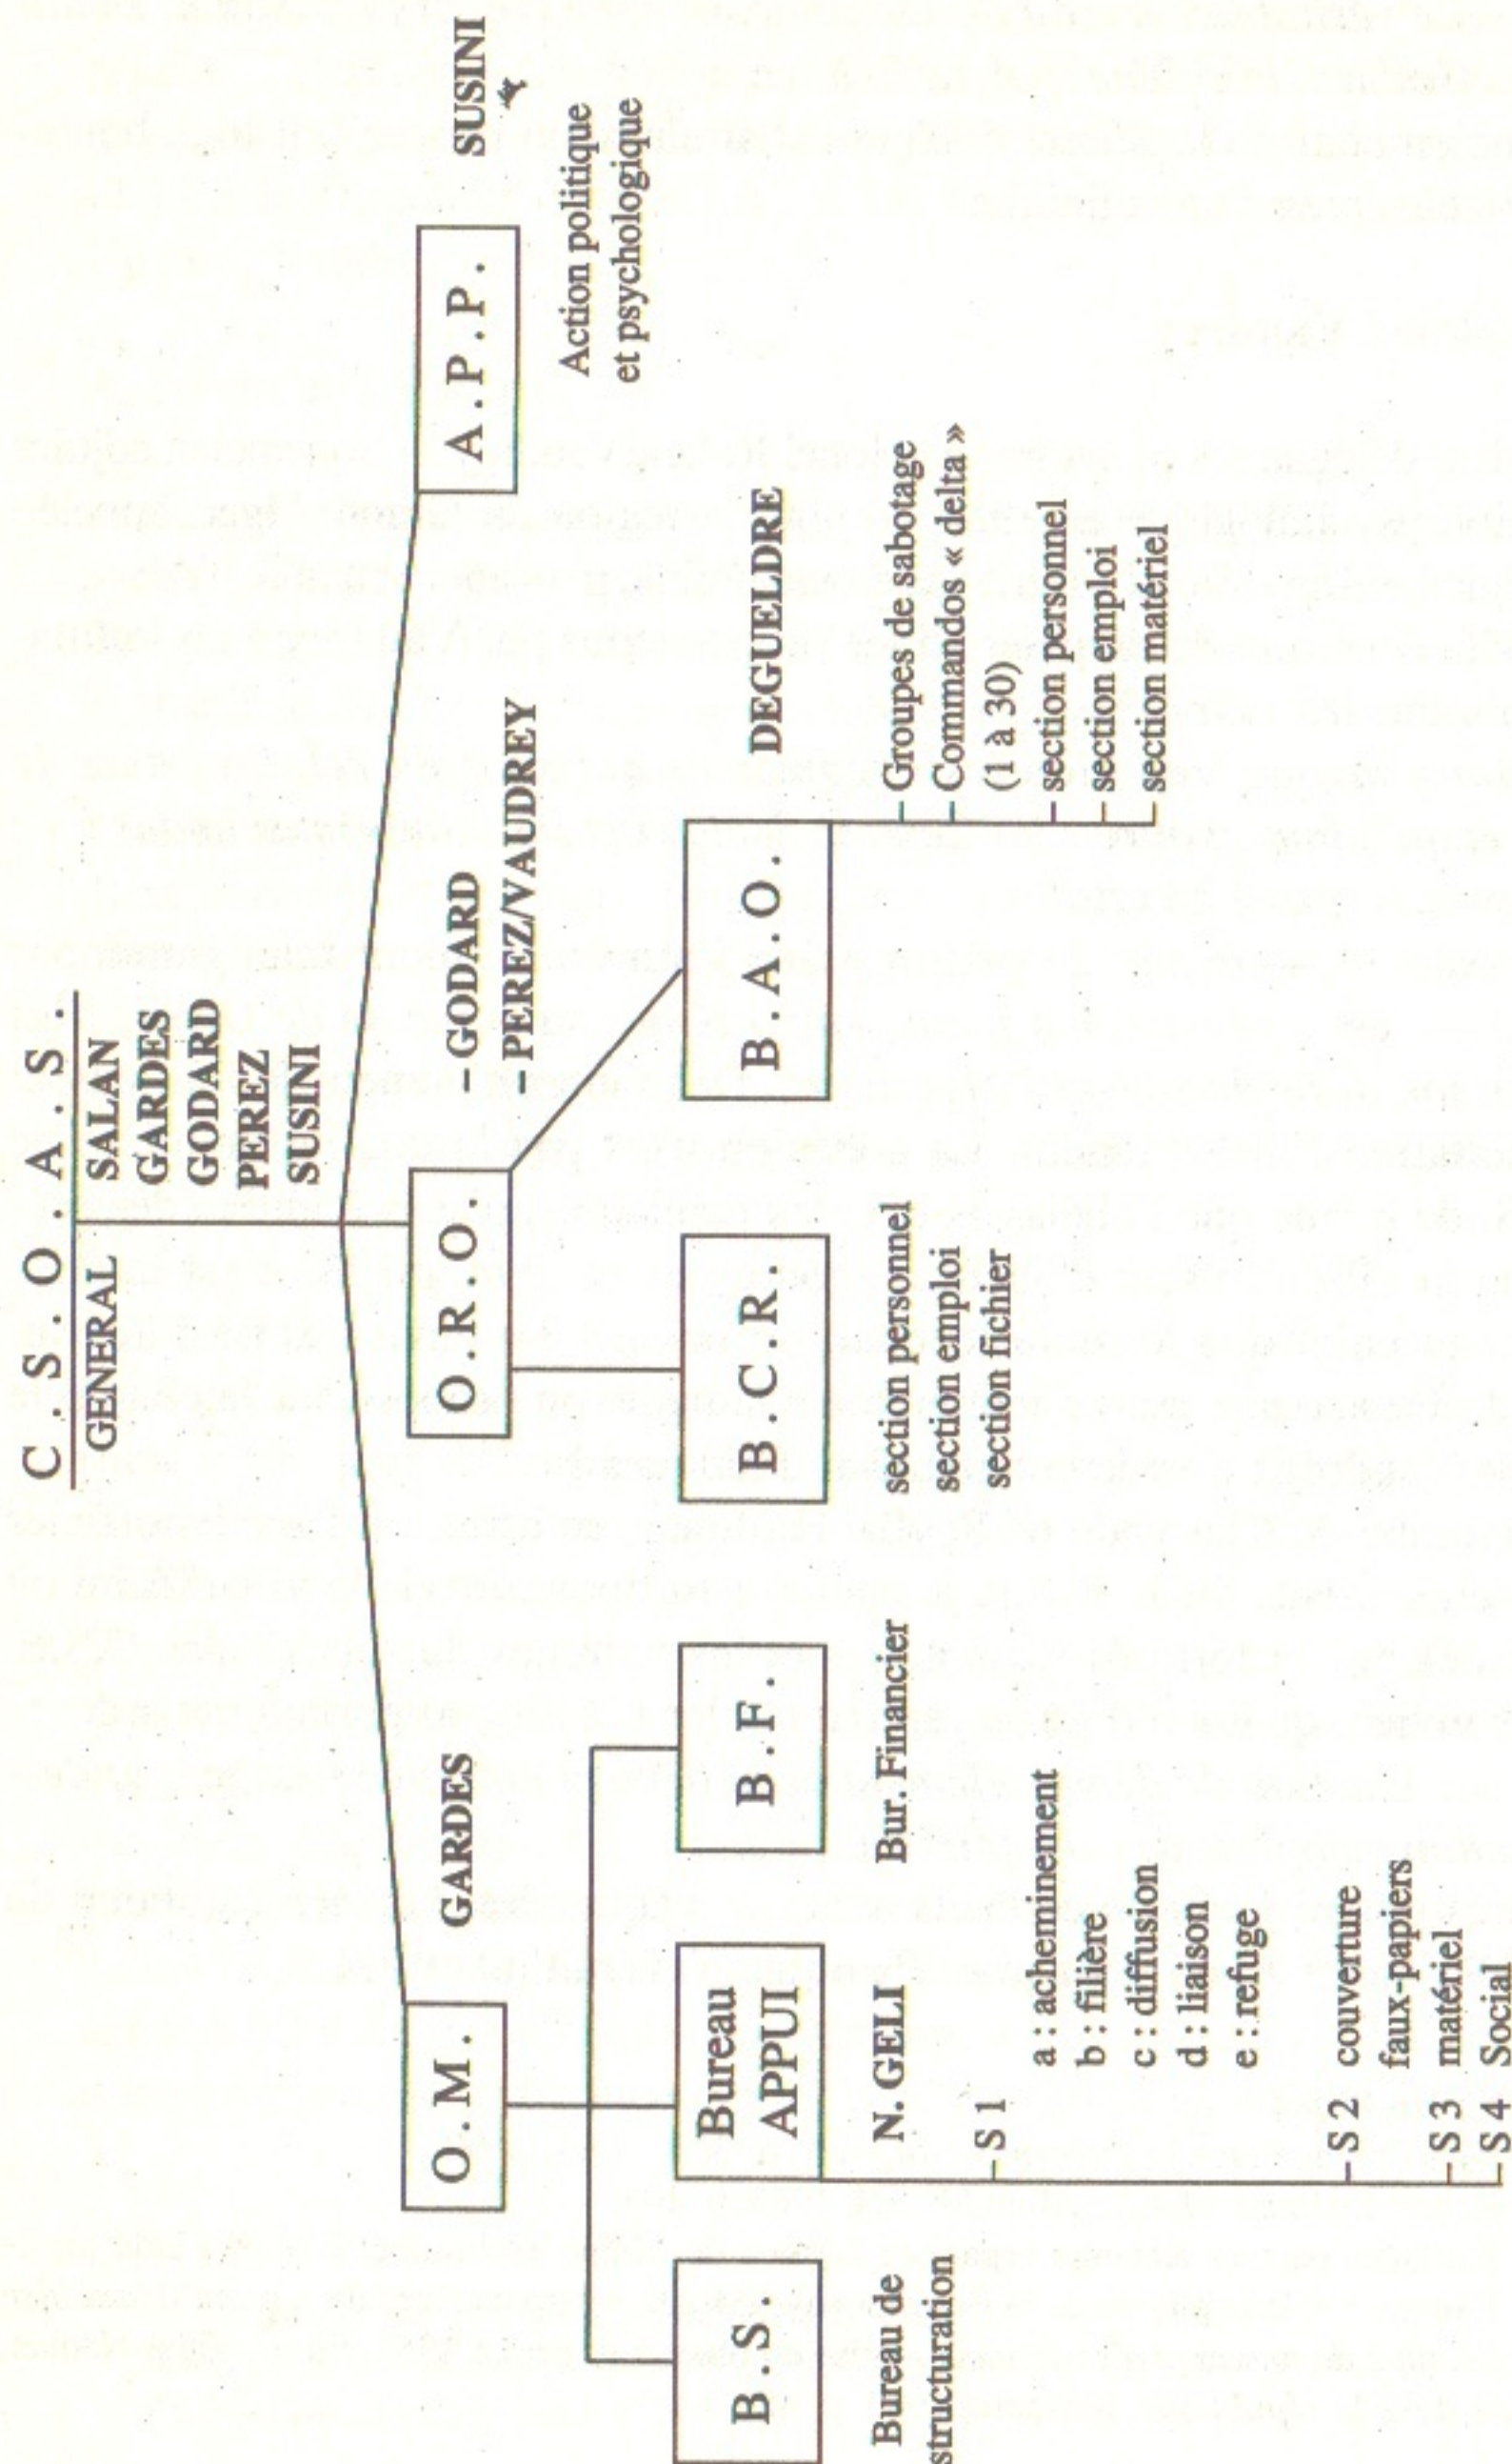 C . S . O . A . S .
GENERAL SALAN
GARDES
GODARD
PEREZ
SUSINI
O . M .
GARDES
O . R . O .
– GODARD
– PEREZ/VAUDREY
A . P . P .
SUSINI
Action politique
et psychologique
B . S .
Bureau de
structuration
Bureau
APPUI
N. GELI
S 1
a : acheminement
b : filière
c : diffusion
d : liaison
e : refuge
S 2 couverture
faux-papiers
S 3 matériel
S 4 Social
B . F .
Bur. Financier
B . C . R .
section personnel
section emploi
section fichier
B . A . O .
DEGUELDRE
Groupes de sabotage
Commandos « delta »
(1 à 30)
section personnel
section emploi
section matériel